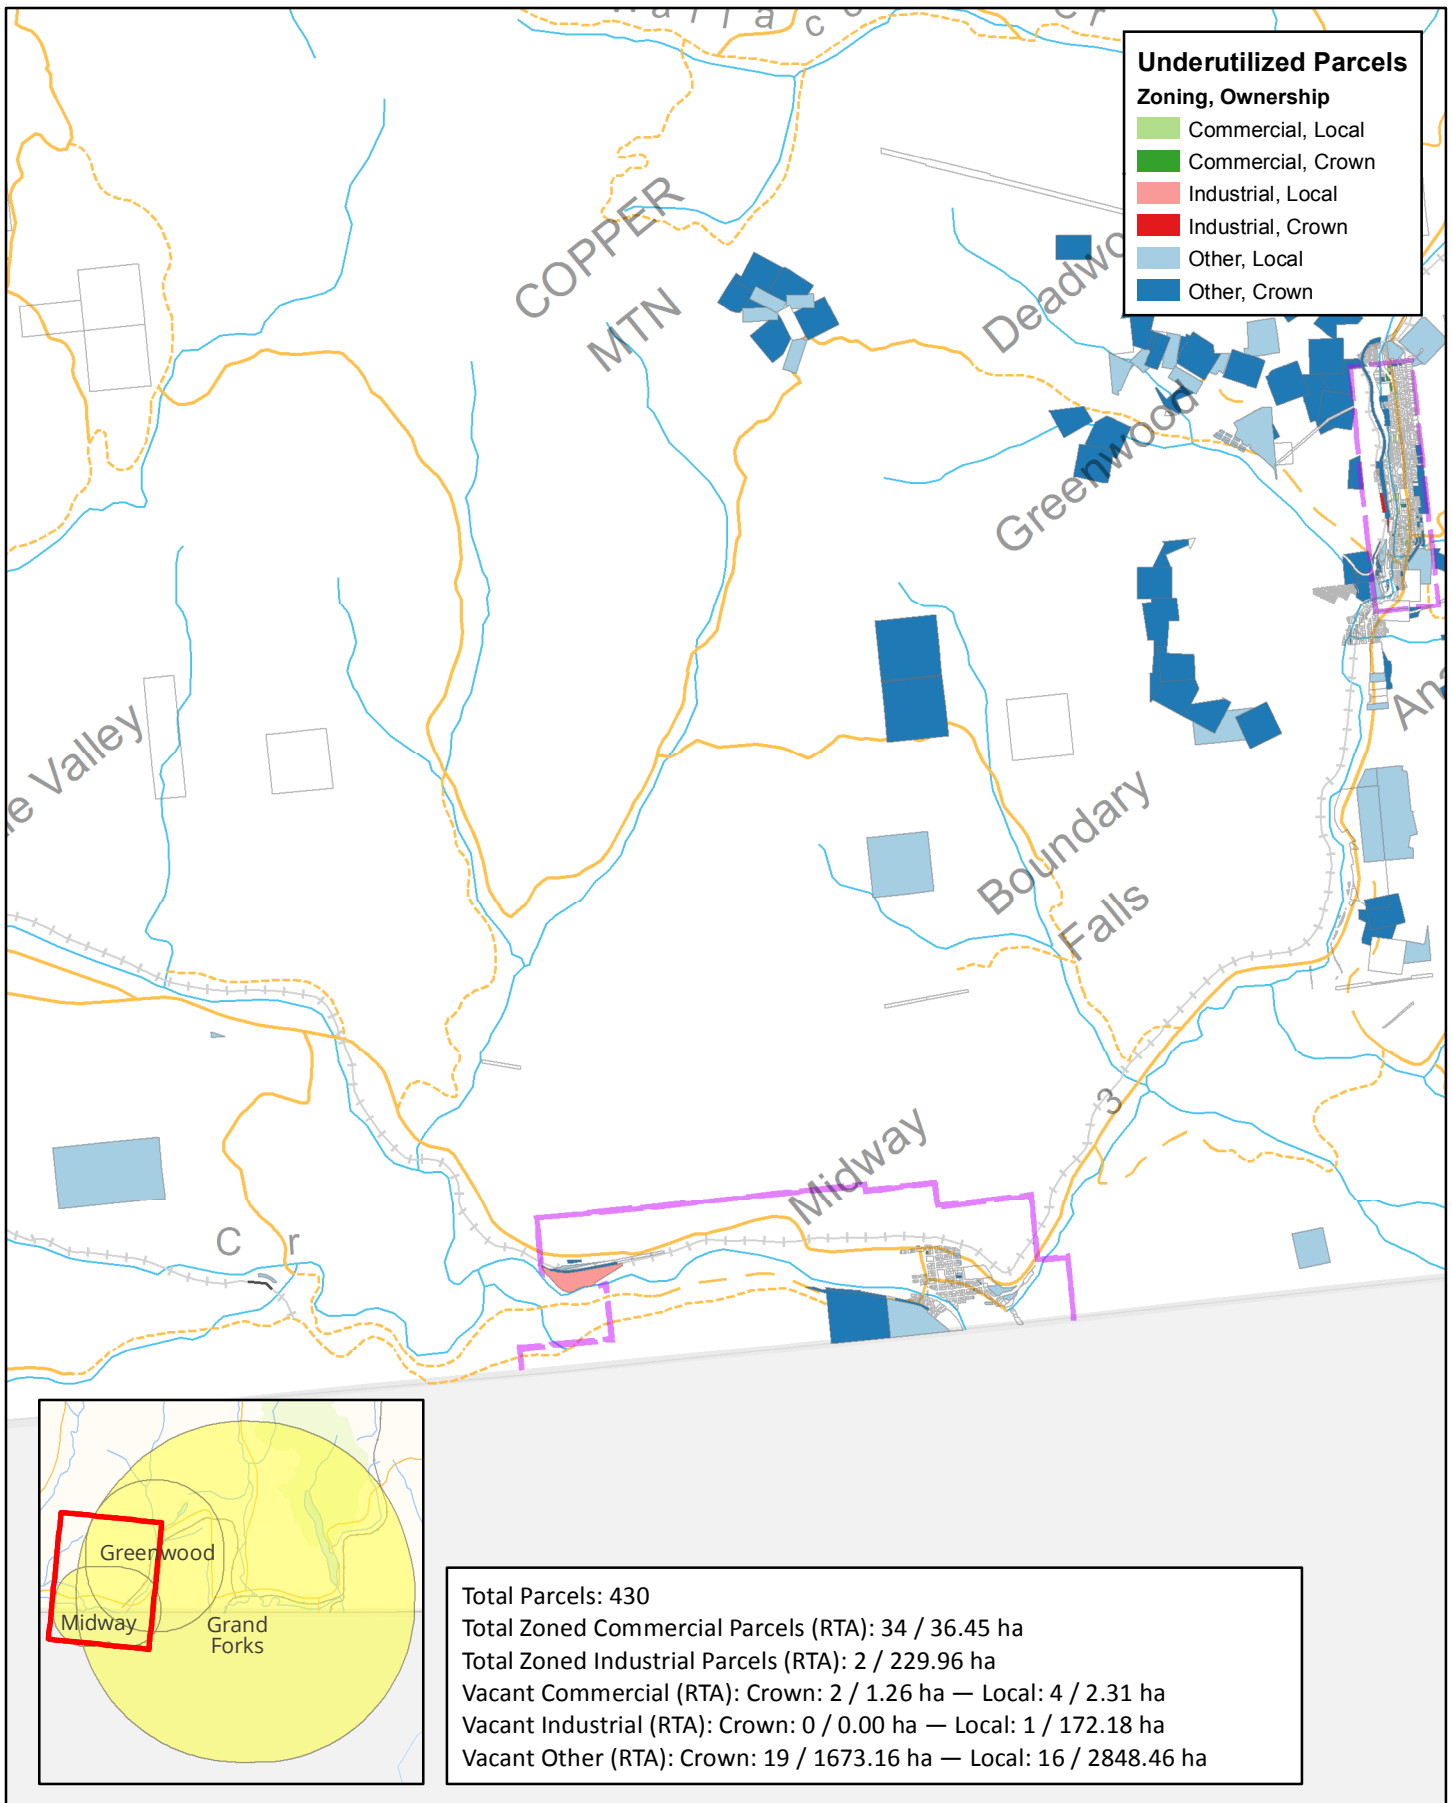 Underutilized Parcels
Zoning, Ownership
Commercial, Local
Commercial, Crown
Industrial, Local
Industrial, Crown
Other, Local
Other, Crown
COPPER
MTN
Greenwood
Valley
Boundary
Falls
3
Midway
C r
Greenwood
Midway
Grand
Forks
Total Parcels: 430
Total Zoned Commercial Parcels (RTA): 34 / 36.45 ha
Total Zoned Industrial Parcels (RTA): 2 / 229.96 ha
Vacant Commercial (RTA): Crown: 2 / 1.26 ha — Local: 4 / 2.31 ha
Vacant Industrial (RTA): Crown: 0 / 0.00 ha — Local: 1 / 172.18 ha
Vacant Other (RTA): Crown: 19 / 1673.16 ha — Local: 16 / 2848.46 ha